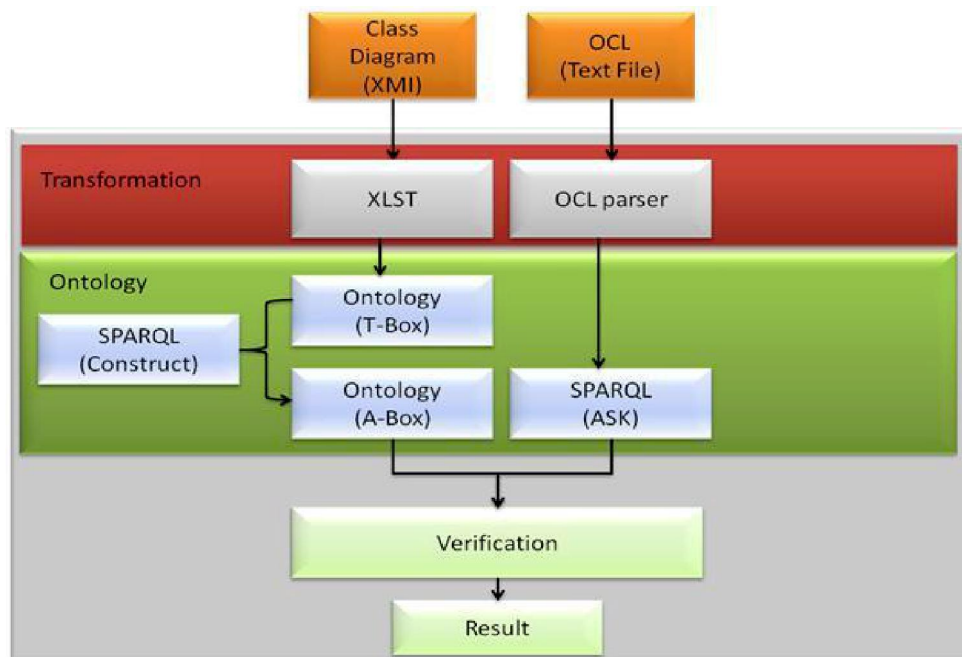 Class
Diagram
(XMI)
OCL
(Text File)
Transformation
XLST
OCL parser
Ontology
Ontology
(T-Box)
SPARQL
(Construct)
Ontology
(A-Box)
SPARQL
(ASK)
Verification
Result